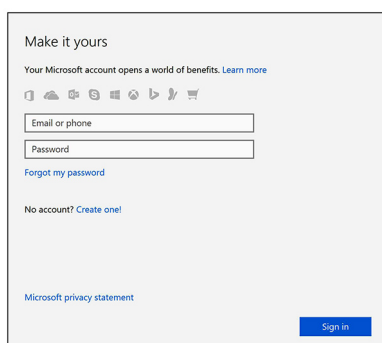 Make it yours
Your Microsoft account opens a world of benefits. Learn more
Email or phone
Password
Forgot my password
No account? Create one!
Microsoft privacy statement
Sign in